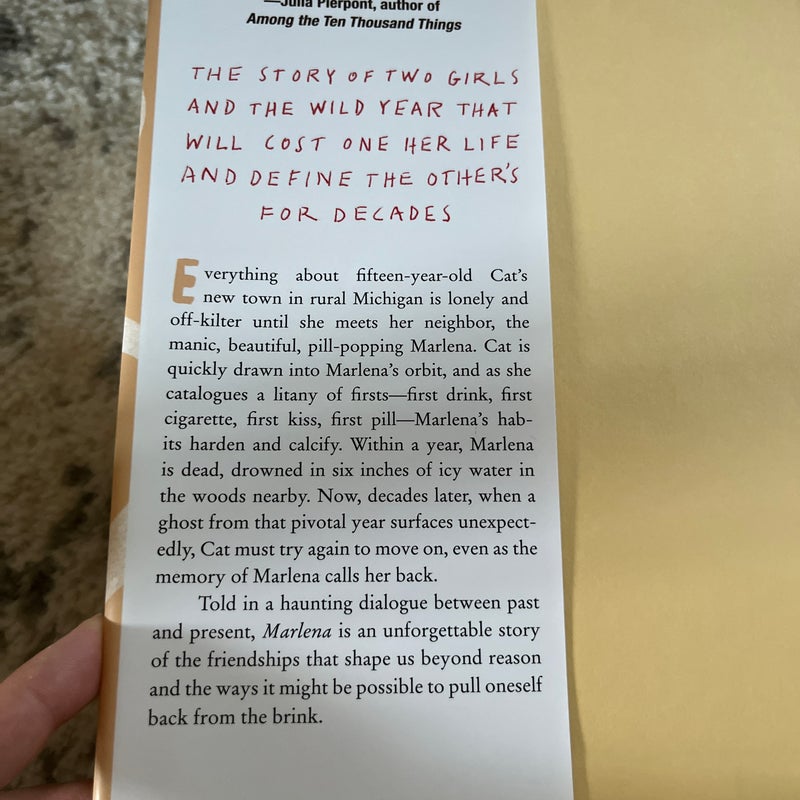 —Julia Pierpont, author of
Among the Ten Thousand Things
THE STORY OF TWO GIRLS
AND THE WILD YEAR THAT
WILL COST ONE HER LIFE
AND DEFINE THE OTHER'S
FOR DECADES
Everything about fifteen-year-old Cat's
new town in rural Michigan is lonely and
off-kilter until she meets her neighbor, the
manic, beautiful, pill-popping Marlena. Cat is
quickly drawn into Marlena's orbit, and as she
catalogues a litany of firsts—first drink, first
cigarette, first kiss, first pill—Marlena's hab-
its harden and calcify. Within a year, Marlena
is dead, drowned in six inches of icy water in
the woods nearby. Now, decades later, when a
ghost from that pivotal year surfaces unexpect-
edly, Cat must try again to move on, even as the
memory of Marlena calls her back.
Told in a haunting dialogue between past
and present, Marlena is an unforgettable story
of the friendships that shape us beyond reason
and the ways it might be possible to pull oneself
back from the brink.